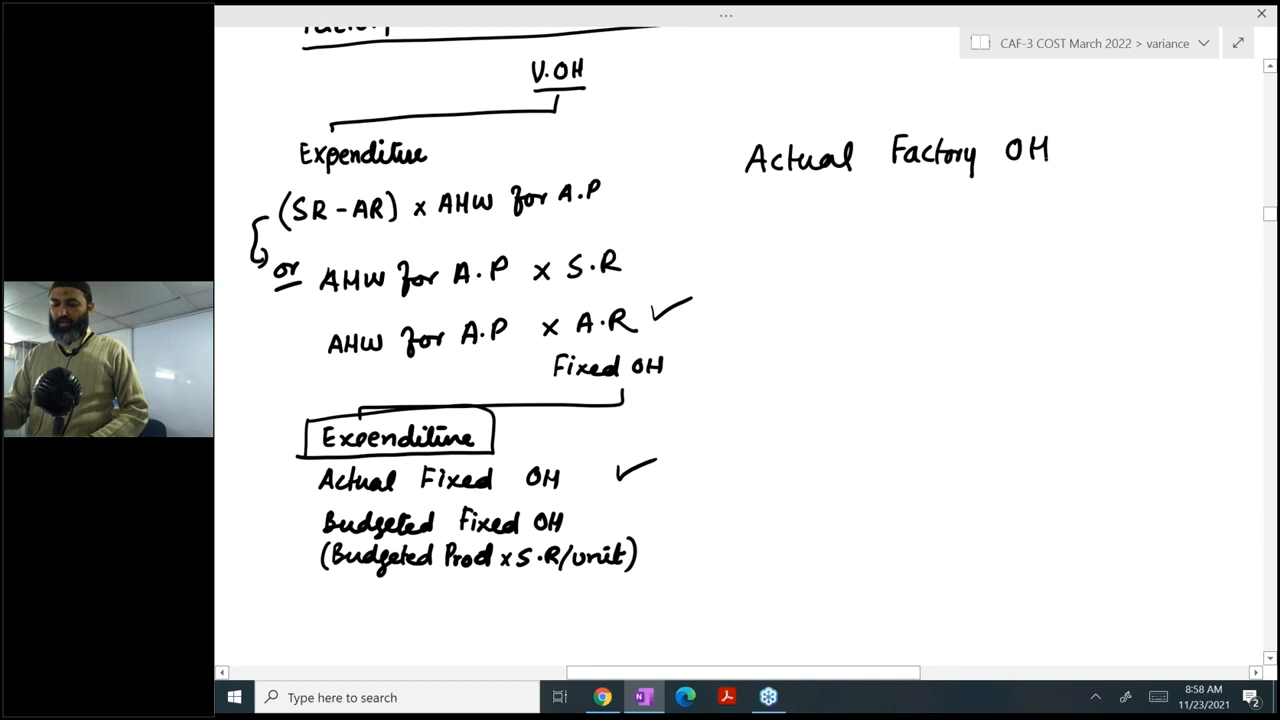 Factory
CAF-3 COST March 2022 > variance
V.OH
Expenditure
(SR - AR) x AHW for A.P
or AHW for A.P x S.R
AHW for A.P x A.R
Fixed OH
Expenditure
Actual Fixed OH
Budgeted Fixed OH
(Budgeted Prod x S.R/unit)
Actual Factory OH
Type here to search
8:58 AM
11/23/2021
2